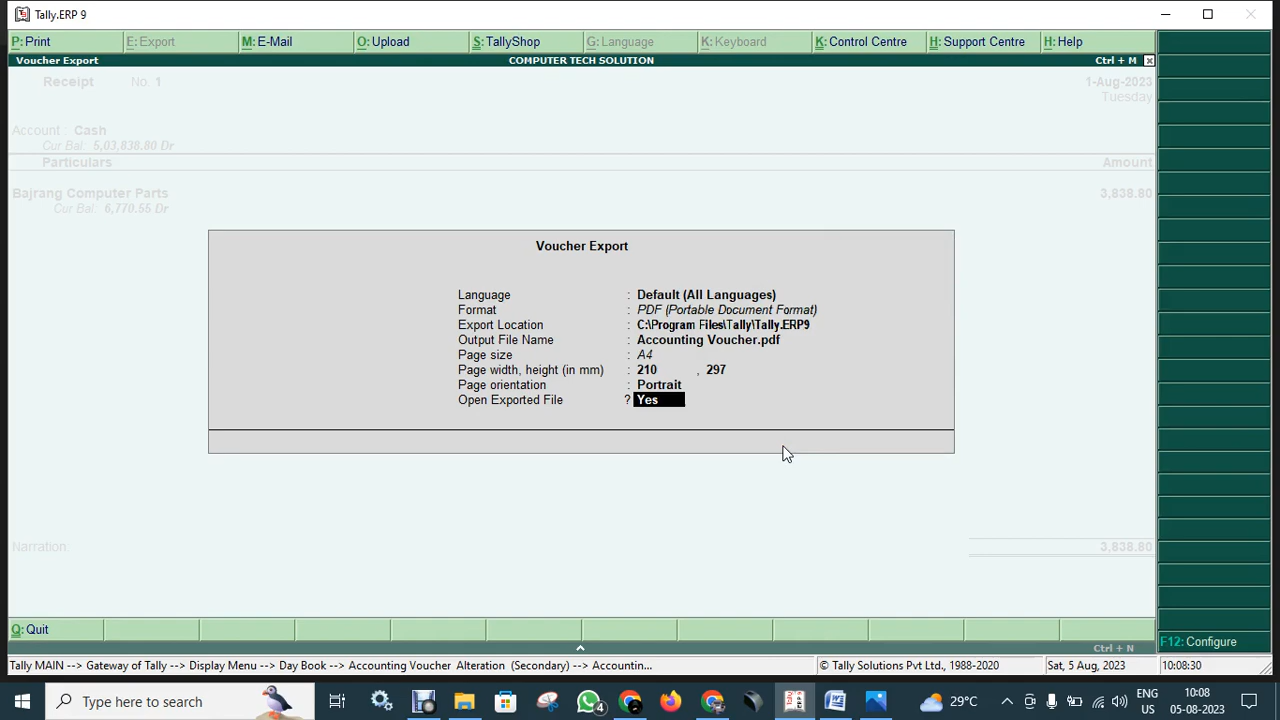 Tally.ERP 9
P: Print E: Export M: E-Mail O: Upload S: TallyShop G: Language K: Keyboard K: Control Centre H: Support Centre H: Help
Voucher Export COMPUTER TECH SOLUTION Ctrl + M
Receipt No. 1 1-Aug-2023
Tuesday
Account : Cash
Cur Bal: 5,03,838.80 Dr
Particulars Amount
Bajrang Computer Parts 3,838.80
Cur Bal: 6,770.55 Dr
Voucher Export
Language : Default (All Languages)
Format : PDF (Portable Document Format)
Export Location : C:\Program Files\Tally\Tally.ERP9
Output File Name : Accounting Voucher.pdf
Page size : A4
Page width, height (in mm) : 210 , 297
Page orientation : Portrait
Open Exported File ? Yes
Narration: 3,838.80
Q: Quit F12: Configure
Ctrl + N
Tally MAIN --> Gateway of Tally --> Display Menu --> Day Book --> Accounting Voucher Alteration (Secondary) --> Accountin... © Tally Solutions Pvt Ltd., 1988-2020 Sat, 5 Aug, 2023 10:08:30
Type here to search 4 29°C ENG 10:08
US 05-08-2023